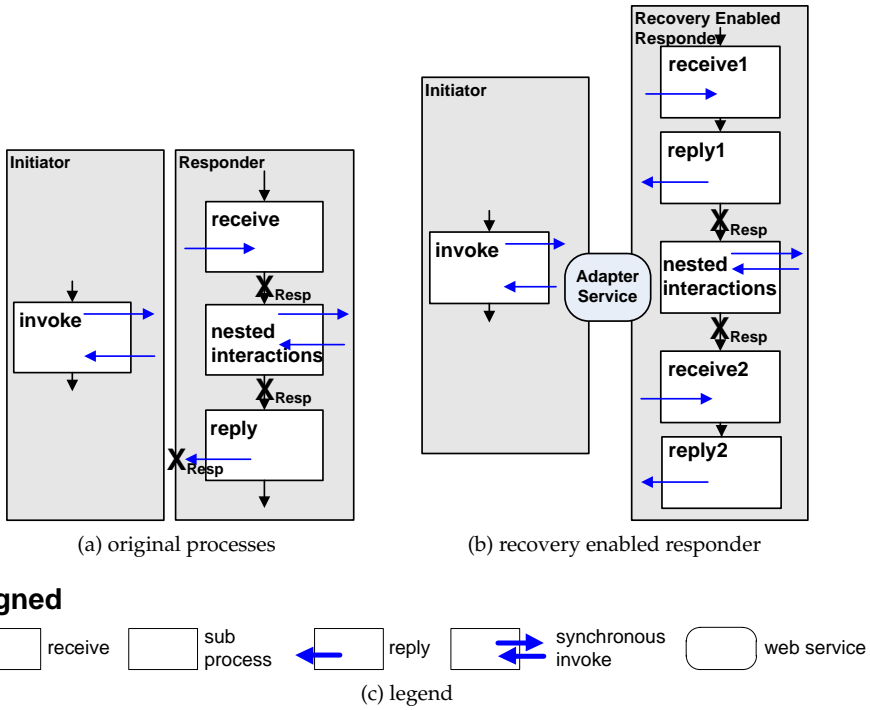 Initiator
invoke
Responder
receive
X Resp
nested
interactions
X Resp
reply
X Resp
(a) original processes
Initiator
invoke
Adapter
Service
Recovery Enabled
Responder
receive1
reply1
X Resp
nested
interactions
X Resp
receive2
reply2
(b) recovery enabled responder
gned
receive
sub
process
reply
synchronous
invoke
web service
(c) legend